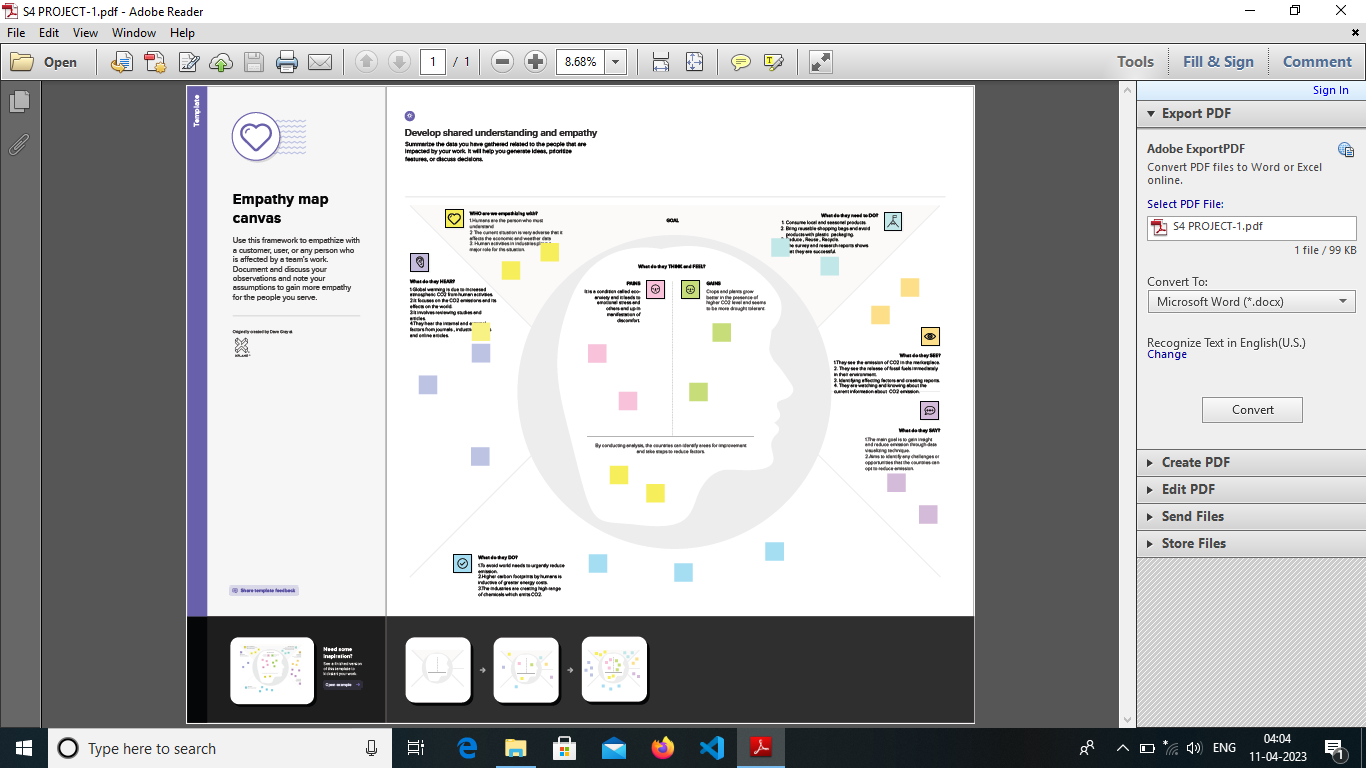 S4 PROJECT-1.pdf - Adobe Reader
File Edit View Window Help
Open
1 / 1
8.68%
Tools Fill & Sign Comment
Sign In
Export PDF
Adobe ExportPDF
Convert PDF files to Word or Excel
online.
Select PDF File:
S4 PROJECT-1.pdf
1 file / 99 KB
Convert To:
Microsoft Word (*.docx)
Recognize Text in English(U.S.)
Change
Convert
Create PDF
Edit PDF
Send Files
Store Files
Template
Empathy map
canvas
Use this framework to empathize with
a customer, user, or any person who
is affected by a team's work.
Document and discuss your
observations and note your
assumptions to gain more empathy
for the people you serve.
Originally created by Dave Gray at
Share template feedback
Develop shared understanding and empathy
Summarize the data you have gathered related to the people that are
impacted by your work. It will help you generate ideas, prioritize
features, or discuss decisions.
WHO are we empathizing with?
1.Humans are the person who must
understand
2 The current situation is very adverse that it
affects the economic and weather data
3 Human activities in industries
major role for this situation.
GOAL
What do they need to DO?
1. Consume local and seasonal products
2. Bring reusable shopping bags and avoid
products with plastic packaging.
Reuse , Recycle.
survey and research reports shows
they are successful.
What do they HEAR?
1 Global warming is due to increased
atmospheric CO2 from human activities.
2.it focuses on the CO2 emissions and its
effects on the world.
3.It involves reviewing studies and
articles.
4.They hear the internal and
factors from journals ,
and online articles.
What do they THINK and FEEL?
PAINS
It is a condition called eco-
anxiety and it leads to
emotional stress and
others end up in
manifestation of
discomfort.
GAINS
Crops and plants grow
better in the presence of
higher CO2 level and seems
to be more drought tolerent
By conducting analysis, the countries can identify areas for improvement
and take steps to reduce factors.
What do they SEE?
1.They see the emission of CO2 in the marketplace.
2. They see the release of fossil fuels immediately
in their environment.
3. Identifying affecting factors and creating reports.
4. They are watching and knowing about the
current information about CO2 emission.
What do they SAY?
1.The main goal is to gain insight
and reduce emission through data
visualizing technique.
2.Aims to identify any challenges or
opportunities that the countries can
opt to reduce emission.
What do they DO?
1.To avoid world needs to urgently reduce
emission.
2.Higher carbon footprints by humans is
inductive of greater energy costs.
3.The industries are creating high range
of chemicals which emits CO2.
Need some
inspiration?
See a finished version
of this template to
kickstart your work.
Open example
Type here to search
ENG
04:04
11-04-2023
1